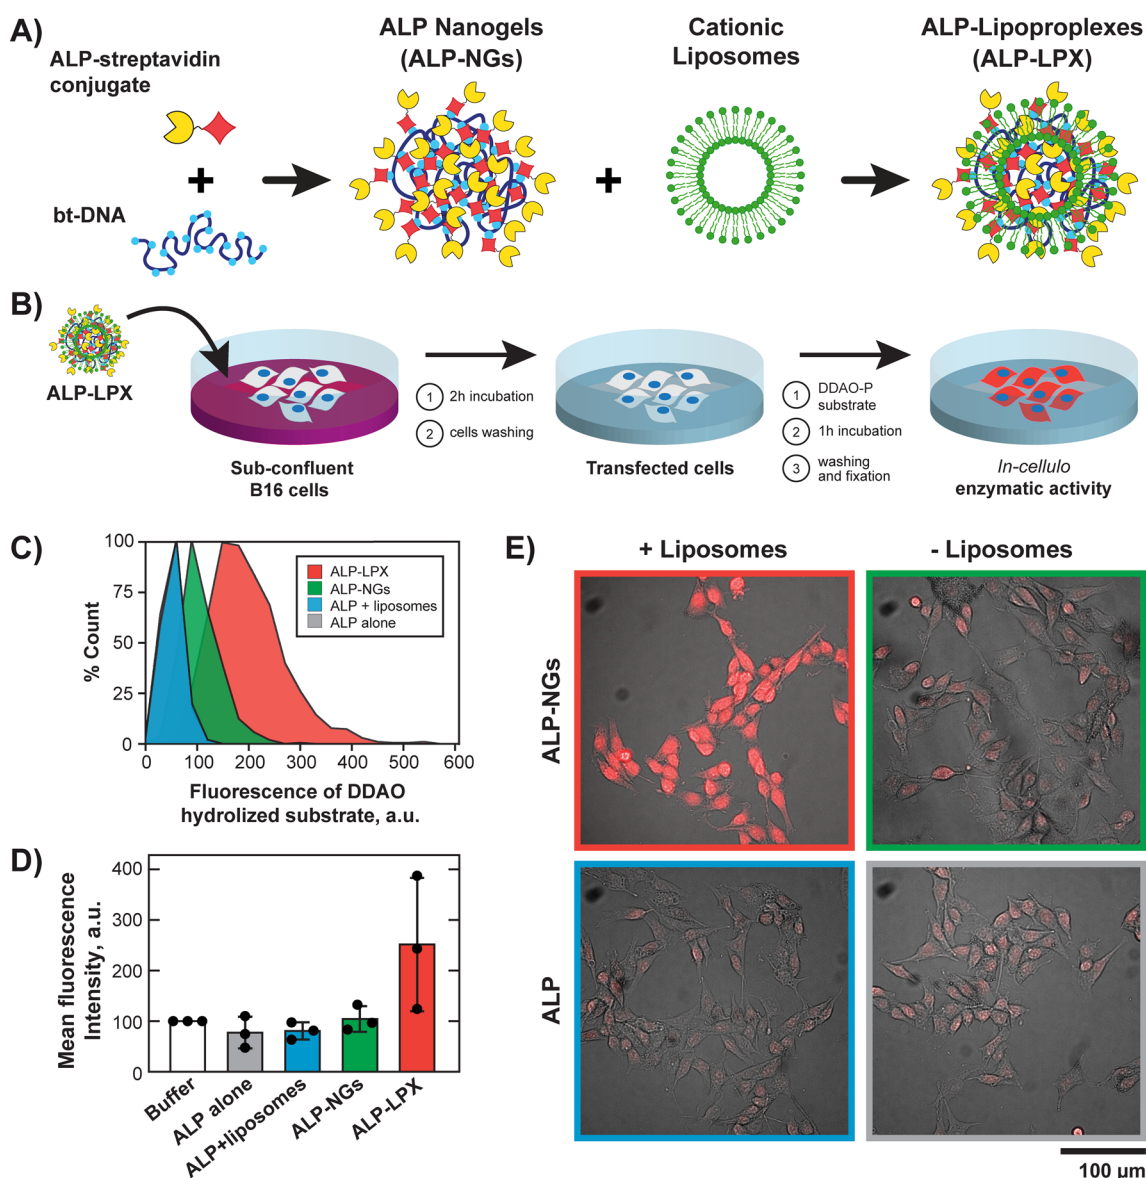 A)
ALP-streptavidin
conjugate
+
bt-DNA
ALP Nanogels
(ALP-NGs)
+
Cationic
Liposomes
ALP-Lipoproplexes
(ALP-LPX)
B)
ALP-LPX
Sub-confluent
B16 cells
1 2h incubation
2 cells washing
Transfected cells
1 DDAO-P
substrate
2 1h incubation
3 washing
and fixation
In-cellulo
enzymatic activity
C)
% Count
100
75
50
25
0
0 100 200 300 400 500 600
ALP-LPX
ALP-NGs
ALP + liposomes
ALP alone
Fluorescence of DDAO
hydrolized substrate, a.u.
D)
Mean fluorescence
Intensity, a.u.
400
300
200
100
0
Buffer
ALP alone
ALP+liposomes
ALP-NGs
ALP-LPX
E)
+ Liposomes
- Liposomes
ALP-NGs
ALP
100 µm